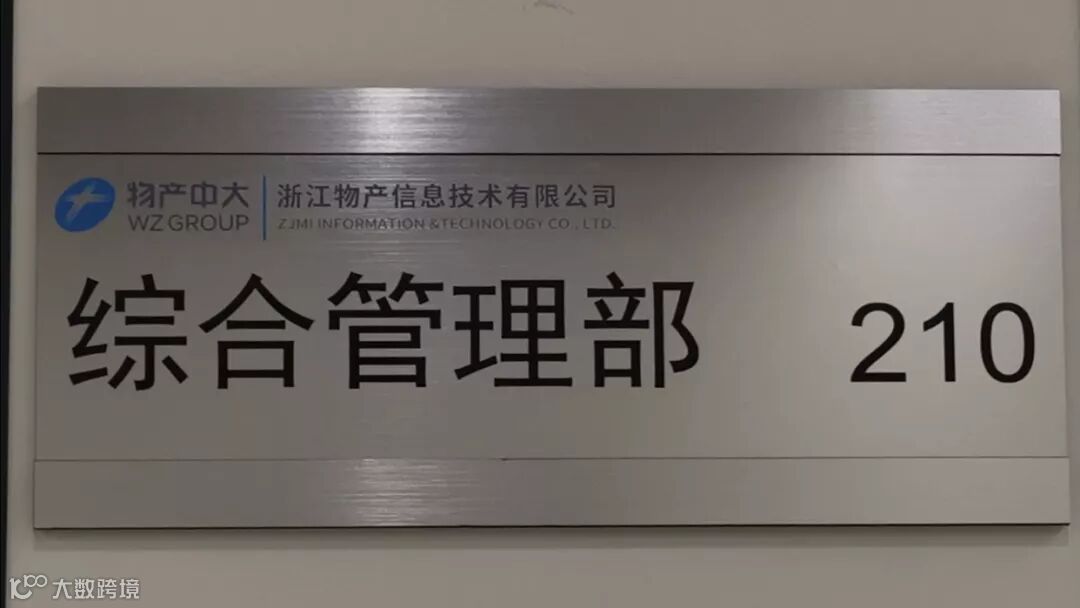 物产中大 浙江物产信息技术有限公司
WZ GROUP ZJMI INFORMATION & TECHNOLOGY CO., LTD.
综合管理部 210
大数跨境